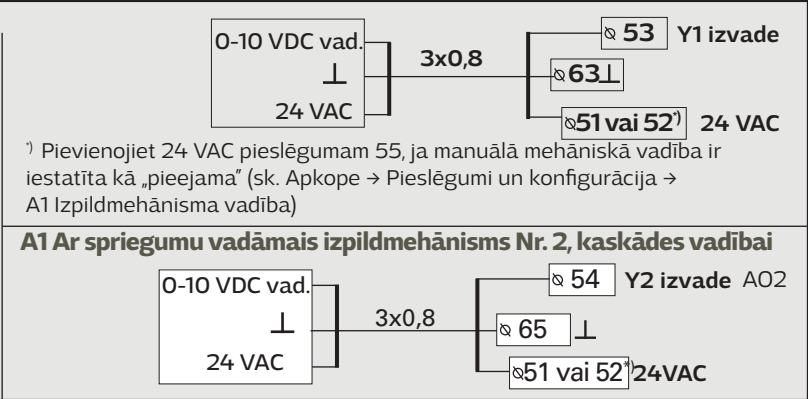 0-10 VDC vad.
⊥
24 VAC
3x0,8
⦰ 53 Y1 izvade
⦰ 63⊥
⦰51 vai 52*) 24 VAC
*) Pievienojiet 24 VAC pieslēgumam 55, ja manuālā mehāniskā vadība ir
iestatīta kā „pieejama” (sk. Apkope → Pieslēgumi un konfigurācija →
A1 Izpildmehānisma vadība)
A1 Ar spriegumu vadāmais izpildmehānisms Nr. 2, kaskādes vadībai
0-10 VDC vad.
⊥
24 VAC
3x0,8
⦰ 54 Y2 izvade AO2
⦰ 65 ⊥
⦰51 vai 52*) 24VAC